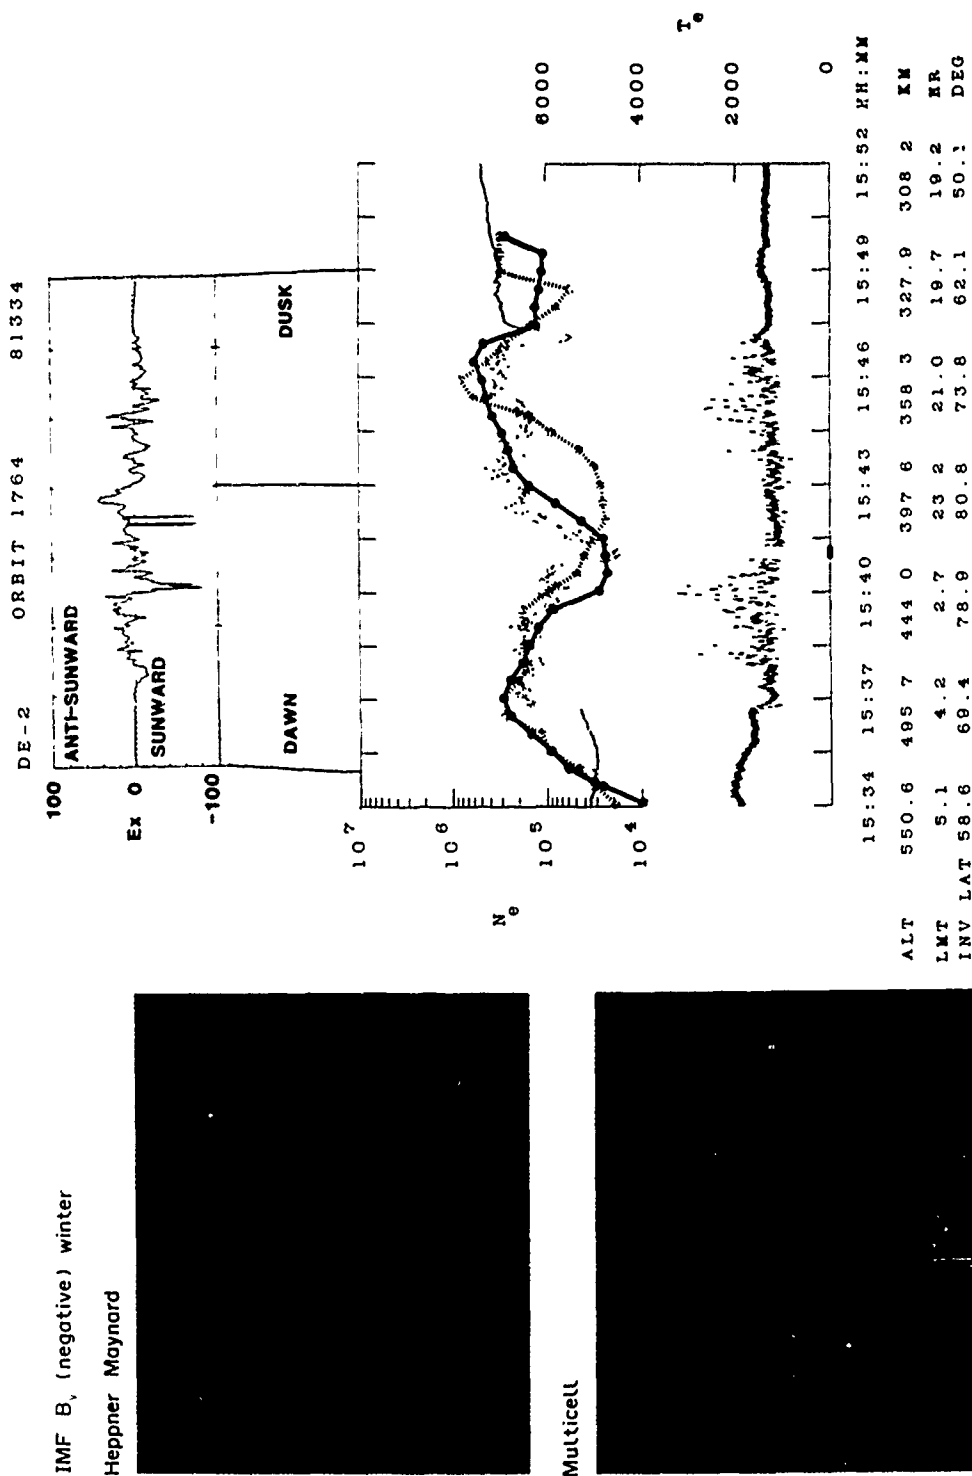 IMF B, (negative) winter
Heppner Maynard
Multicell
DE-2 ORBIT 1764 81334
100
ANTI-SUNWARD
Ex 0
SUNWARD
-100
DAWN DUSK
10 7
10 6
N e
10 5
10 4
6000
4000
T e
2000
0
15:34 15:37 15:40 15:43 15:46 15:49 15:52 HH:MM
ALT 550.6 495 7 444 0 397 6 358 3 327.9 308 2 KM
LMT 5.1 4.2 2.7 23.2 21.0 19.7 19.2 HR
INV LAT 58.6 69.4 78.9 80.8 73.8 62.1 50.1 DEG